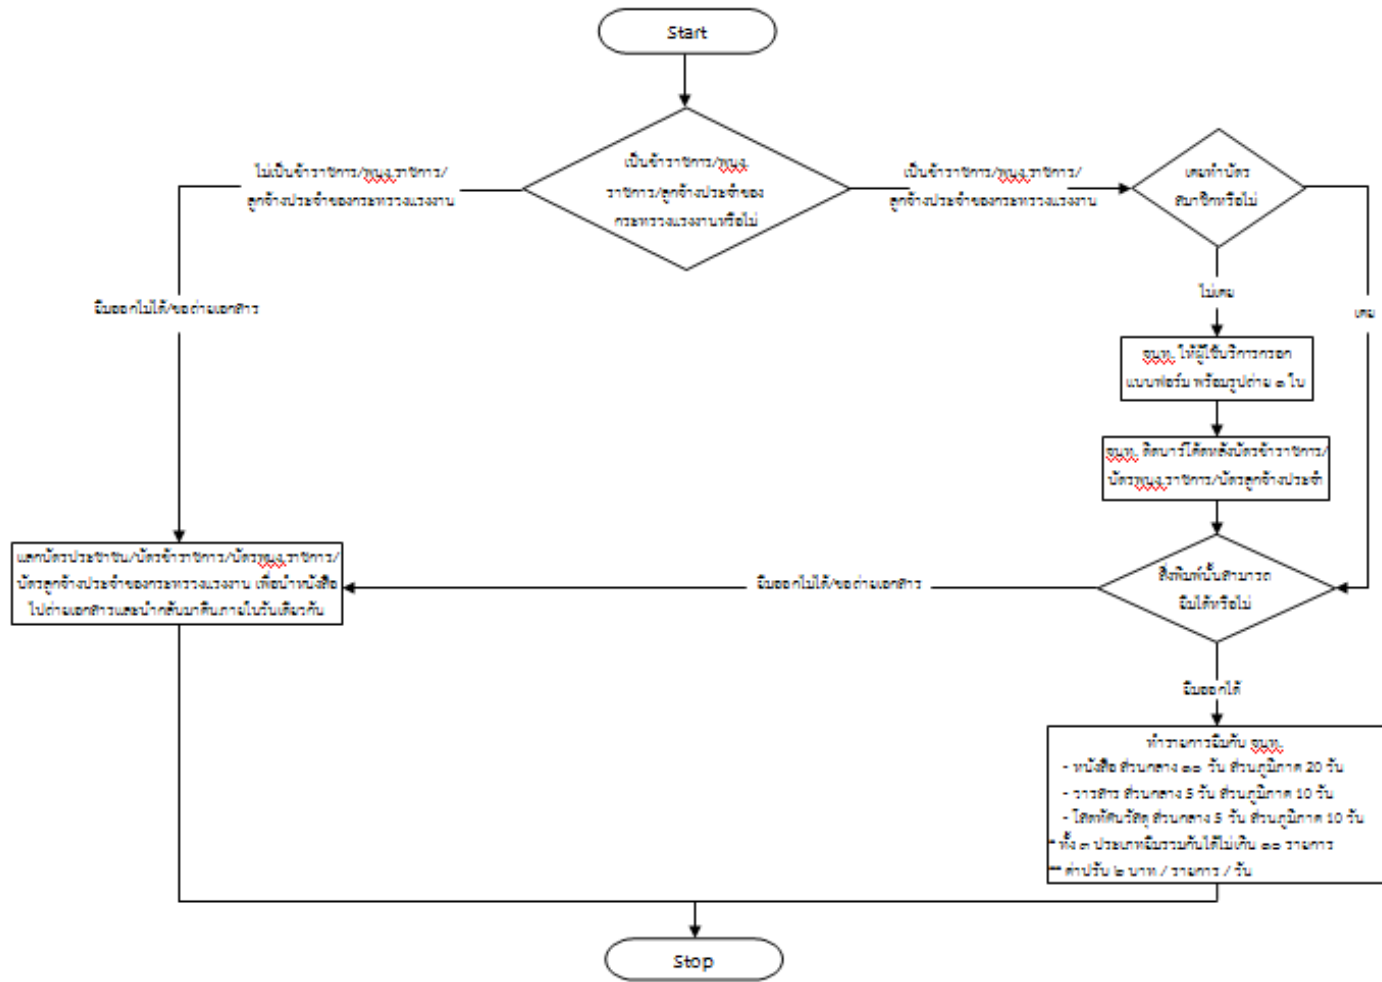 Start
เป็นข้าราชการ/พนง.
ราชการ/ลูกจ้างประจำของ
กระทรวงแรงงานหรือไม่
ไม่เป็นข้าราชการ/พนง.ราชการ/
ลูกจ้างประจำของกระทรวงแรงงาน
เป็นข้าราชการ/พนง.ราชการ/
ลูกจ้างประจำของกระทรวงแรงงาน
เคยทำบัตร
สมาชิกหรือไม่
ยืมออกไม่ได้/ขอถ่ายเอกสาร
ไม่เคย
เคย
จนท. ให้ผู้ใช้บริการกรอก
แบบฟอร์ม พร้อมรูปถ่าย ๑ ใบ
จนท. ติดบาร์โค้ดหลังบัตรข้าราชการ/
บัตรพนง.ราชการ/บัตรลูกจ้างประจำ
แลกบัตรประชาชน/บัตรข้าราชการ/บัตรพนง.ราชการ/
บัตรลูกจ้างประจำของกระทรวงแรงงาน เพื่อนำหนังสือ
ไปถ่ายเอกสารและนำกลับมาคืนภายในวันเดียวกัน
ยืมออกไม่ได้/ขอถ่ายเอกสาร
สิ่งพิมพ์นั้นสามารถ
ยืมได้หรือไม่
ยืมออกได้
ทำรายการยืมกับ จนท.
- หนังสือ ส่วนกลาง ๑๐ วัน ส่วนภูมิภาค 20 วัน
- วารสาร ส่วนกลาง 5 วัน ส่วนภูมิภาค 10 วัน
- โสตทัศนวัสดุ ส่วนกลาง 5 วัน ส่วนภูมิภาค 10 วัน
* ทั้ง ๓ ประเภทยืมรวมกันได้ไม่เกิน ๑๐ รายการ
** ค่าปรับ ๒ บาท / รายการ / วัน
Stop